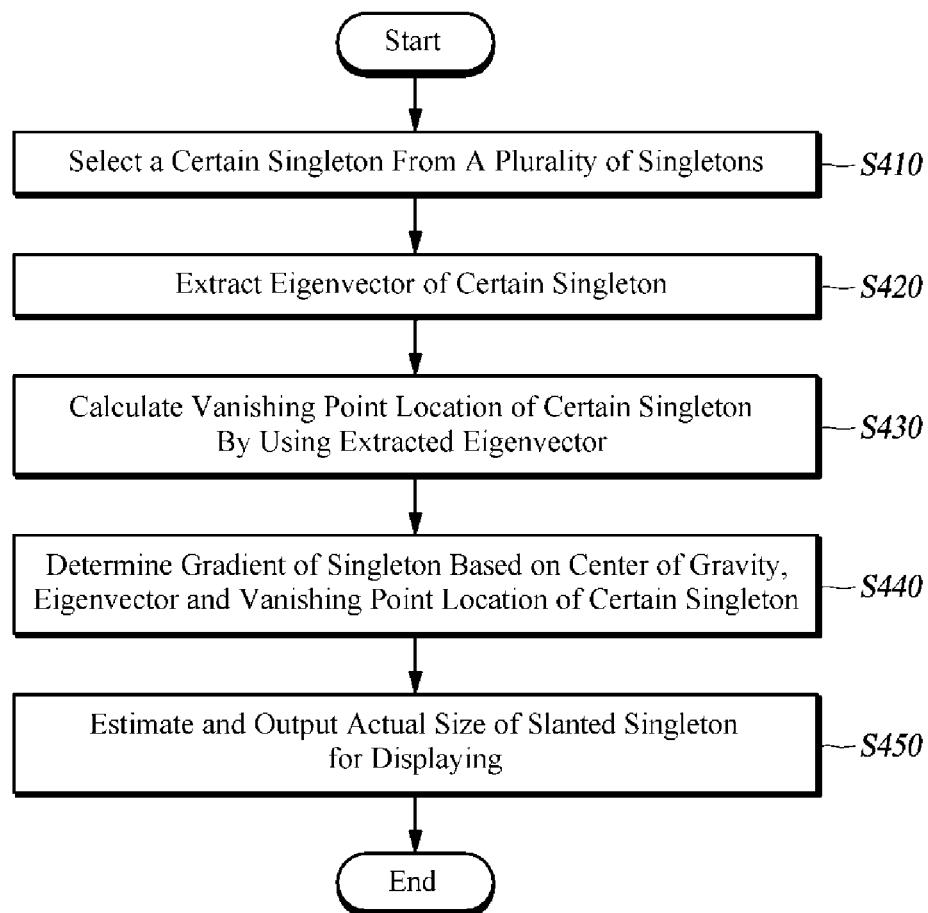 Start
Select a Certain Singleton From A Plurality of Singletons
S410
Extract Eigenvector of Certain Singleton
S420
Calculate Vanishing Point Location of Certain Singleton
By Using Extracted Eigenvector
S430
Determine Gradient of Singleton Based on Center of Gravity,
Eigenvector and Vanishing Point Location of Certain Singleton
S440
Estimate and Output Actual Size of Slanted Singleton
for Displaying
S450
End